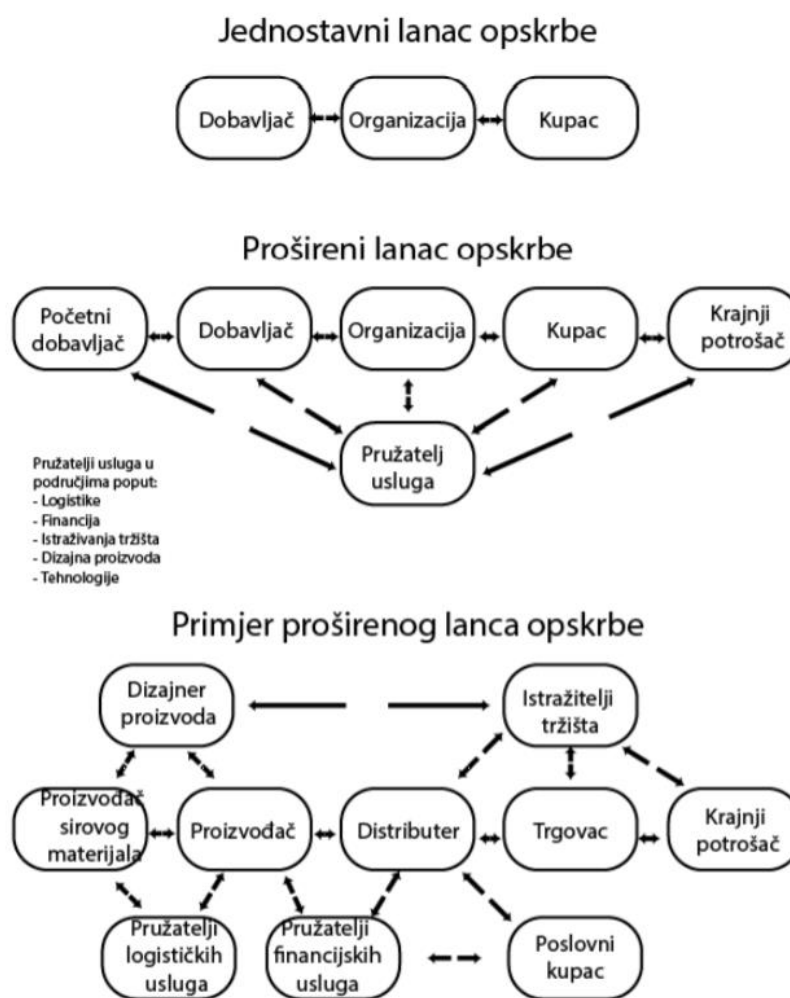 Jednostavni lanac opskrbe
Dobavljač
Organizacija
Kupac
Prošireni lanac opskrbe
Početni
dobavljač
Dobavljač
Organizacija
Kupac
Krajnji
potrošač
Pružatelj
usluga
Pružatelji usluga u
područjima poput:
- Logistike
- Financija
- Istraživanja tržišta
- Dizajna proizvoda
- Tehnologije
Primjer proširenog lanca opskrbe
Dizajner
proizvoda
Istražitelji
tržišta
Proizvođač
sirovog
materijala
Proizvođač
Distributer
Trgovac
Krajnji
potrošač
Pružatelji
logističkih
usluga
Pružatelji
financijskih
usluga
Poslovni
kupac